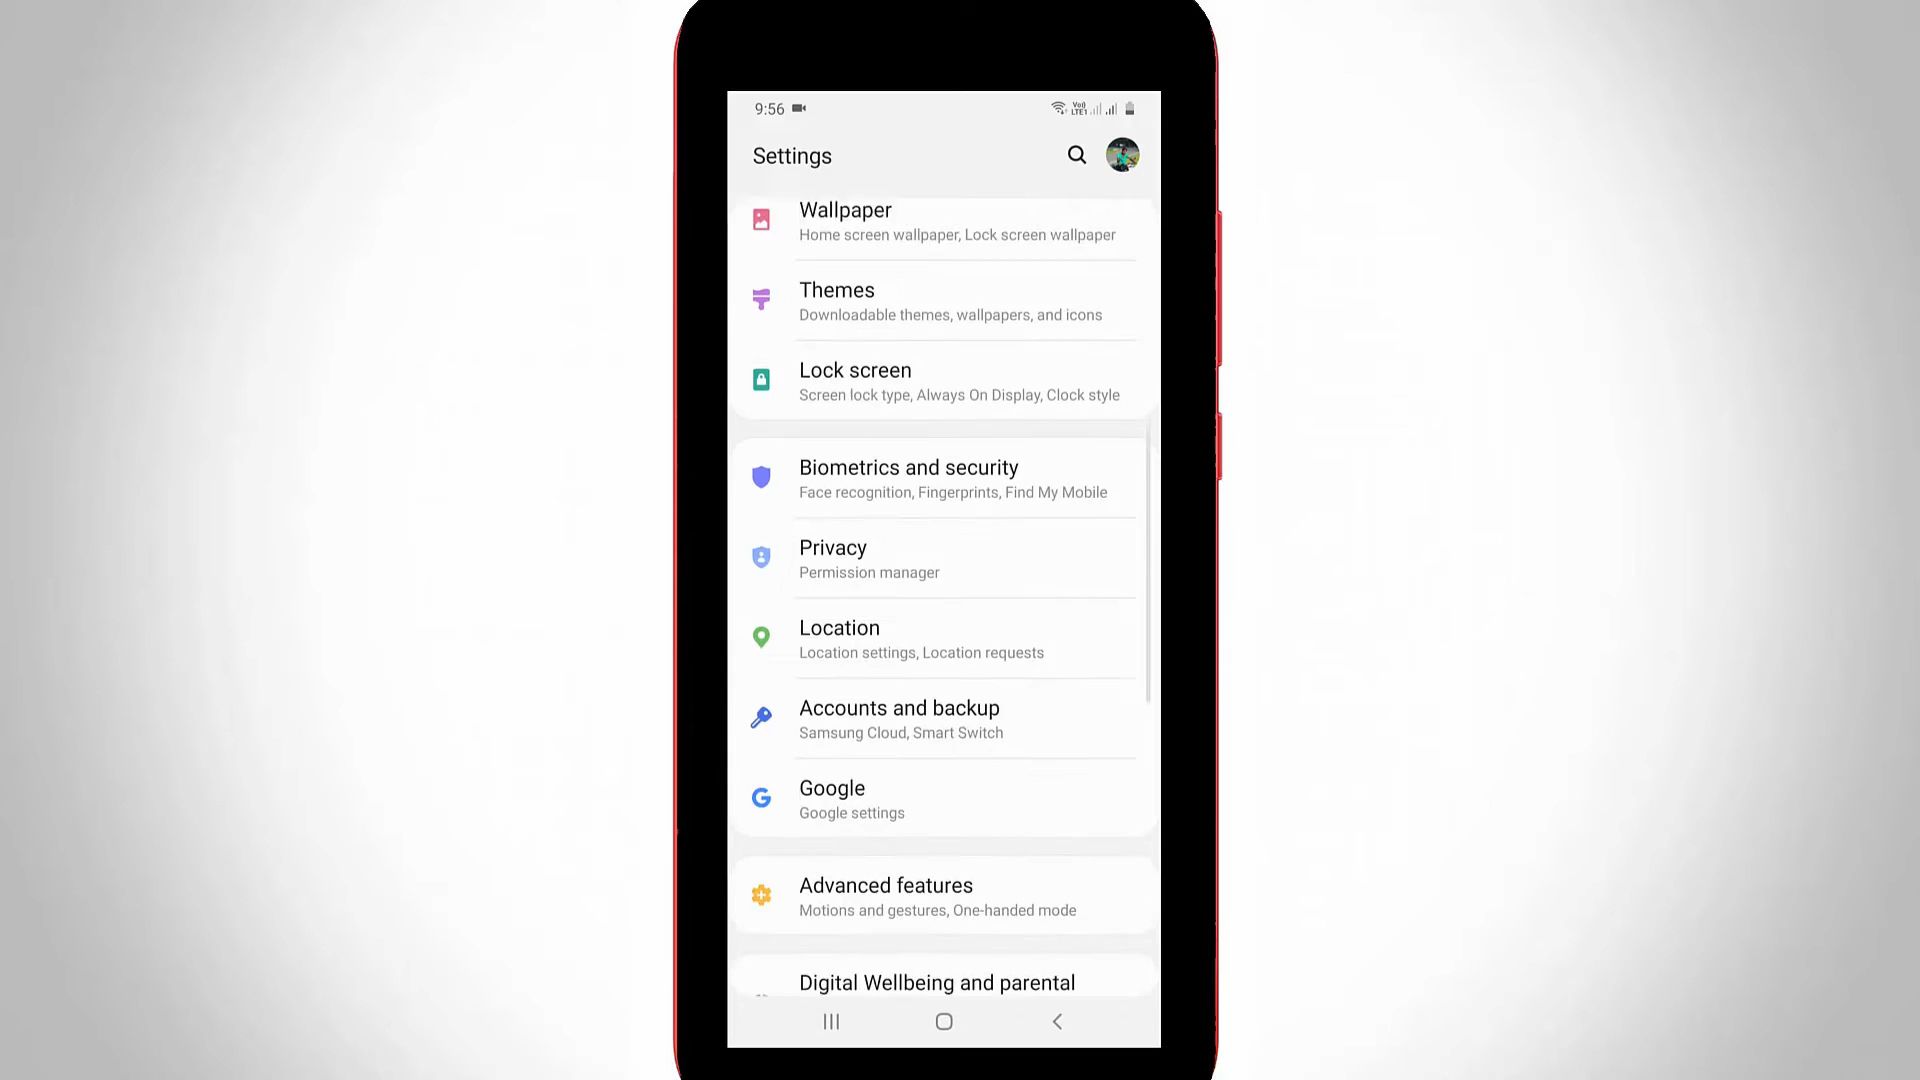 9:56
Vo)
LTE1
Settings
Wallpaper
Home screen wallpaper, Lock screen wallpaper
Themes
Downloadable themes, wallpapers, and icons
Lock screen
Screen lock type, Always On Display, Clock style
Biometrics and security
Face recognition, Fingerprints, Find My Mobile
Privacy
Permission manager
Location
Location settings, Location requests
Accounts and backup
Samsung Cloud, Smart Switch
Google
Google settings
Advanced features
Motions and gestures, One-handed mode
Digital Wellbeing and parental